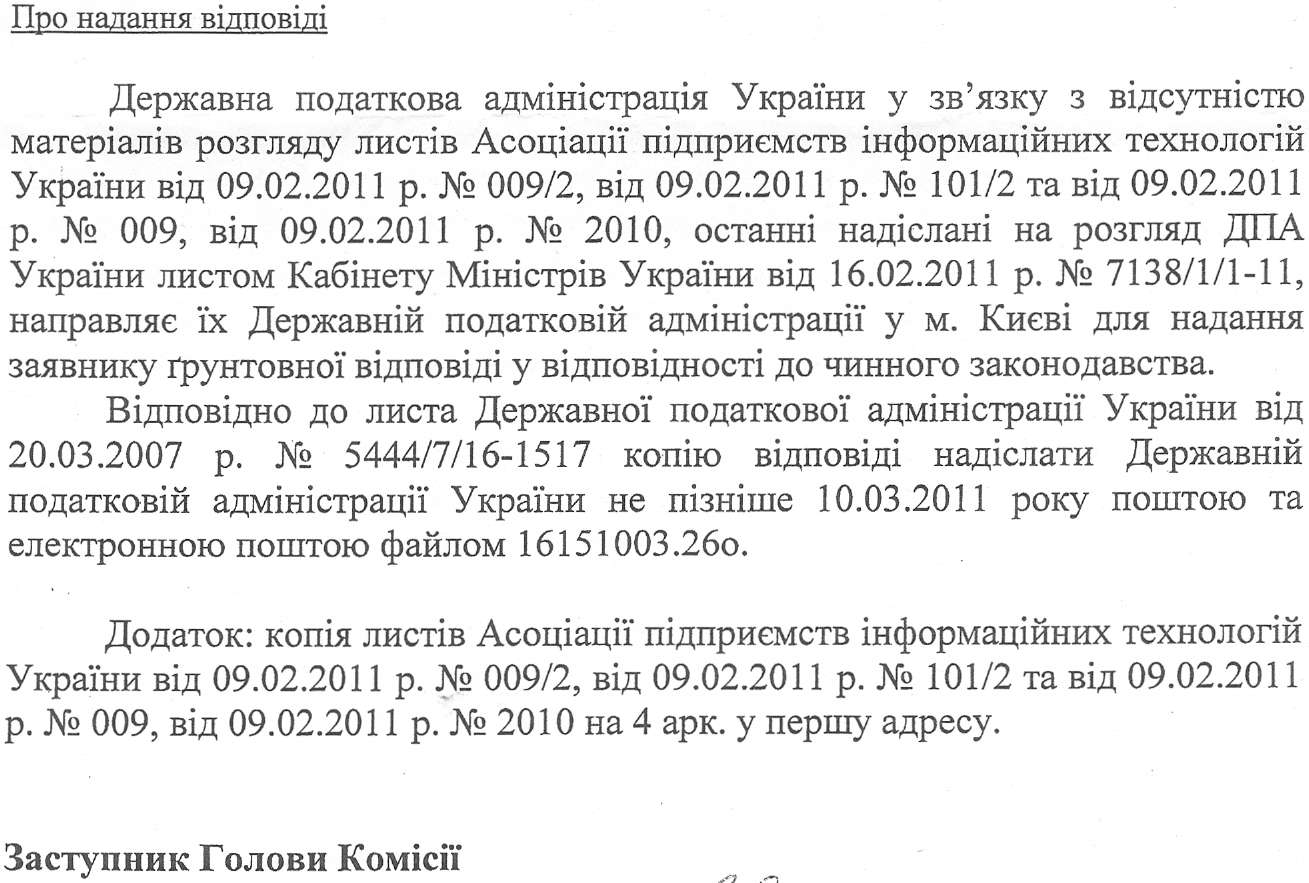 Про надання відповіді
Державна податкова адміністрація України у зв’язку з відсутністю
матеріалів розгляду листів Асоціації підприємств інформаційних технологій
України від 09.02.2011 р. № 009/2, від 09.02.2011 р. № 101/2 та від 09.02.2011
р. № 009, від 09.02.2011 р. № 2010, останні надіслані на розгляд ДПА
України листом Кабінету Міністрів України від 16.02.2011 р. № 7138/1/1-11,
направляє їх Державній податковій адміністрації у м. Києві для надання
заявнику ґрунтовної відповіді у відповідності до чинного законодавства.
Відповідно до листа Державної податкової адміністрації України від
20.03.2007 р. № 5444/7/16-1517 копію відповіді надіслати Державній
податковій адміністрації України не пізніше 10.03.2011 року поштою та
електронною поштою файлом 16151003.26о.
Додаток: копія листів Асоціації підприємств інформаційних технологій
України від 09.02.2011 р. № 009/2, від 09.02.2011 р. № 101/2 та від 09.02.2011
р. № 009, від 09.02.2011 р. № 2010 на 4 арк. у першу адресу.
Заступник Голови Комісії